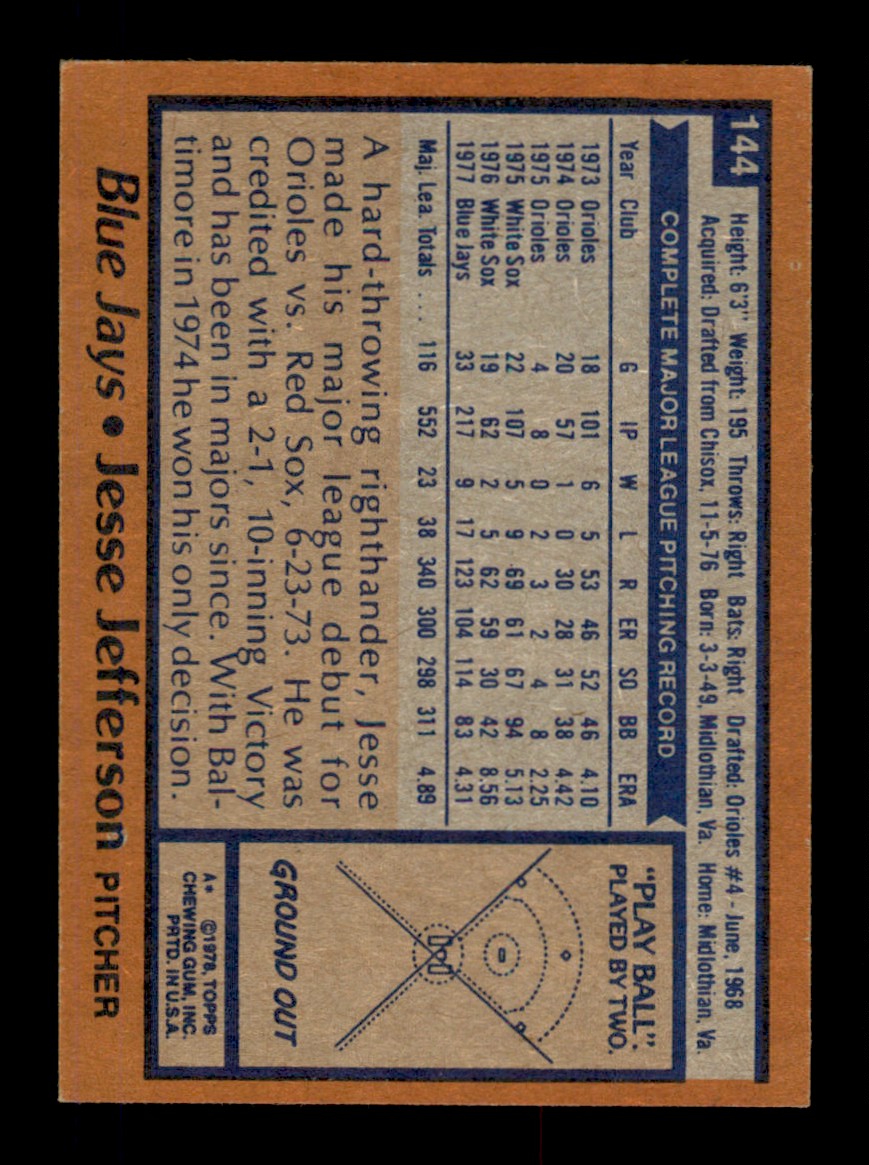 144
Height: 6'3" Weight: 195 Throws: Right Bats: Right Drafted: Orioles #4 - June, 1968
Acquired: Drafted from Chisox, 11-5-76 Born: 3-3-49, Midlothian, Va. Home: Midlothian, Va.
COMPLETE MAJOR LEAGUE PITCHING RECORD
Year Club G IP W L R ER SO BB ERA
1973 Orioles 18 101 6 5 53 46 52 46 4.10
1974 Orioles 20 57 1 0 30 28 31 38 4.42
1975 Orioles 4 8 0 2 3 2 4 8 2.25
1975 White Sox 22 107 5 9 69 61 67 94 5.13
1976 White Sox 19 62 2 5 62 59 30 42 8.56
1977 Blue Jays 33 217 9 17 123 104 114 83 4.31
Maj. Lea. Totals ... 116 552 23 38 340 300 298 311 4.89
A hard-throwing righthander, Jesse
made his major league debut for
Orioles vs. Red Sox, 6-23-73. He was
credited with a 2-1, 10-inning Victory
and has been in majors since. With Bal-
timore in 1974 he won his only decision.
"PLAY BALL".
PLAYED BY TWO.
GROUND OUT
A* ©1978, TOPPS
CHEWING GUM, INC.
PRTD. IN U.S.A.
Blue Jays • Jesse Jefferson PITCHER